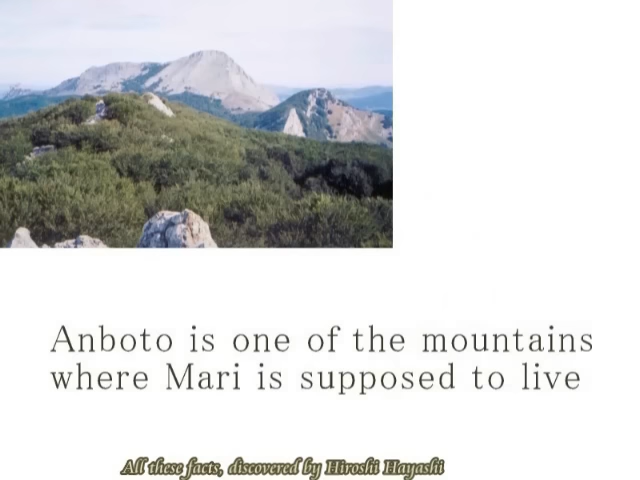 Anboto is one of the mountains
where Mari is supposed to live
All these facts, discovered by Hiroshi Hayashi